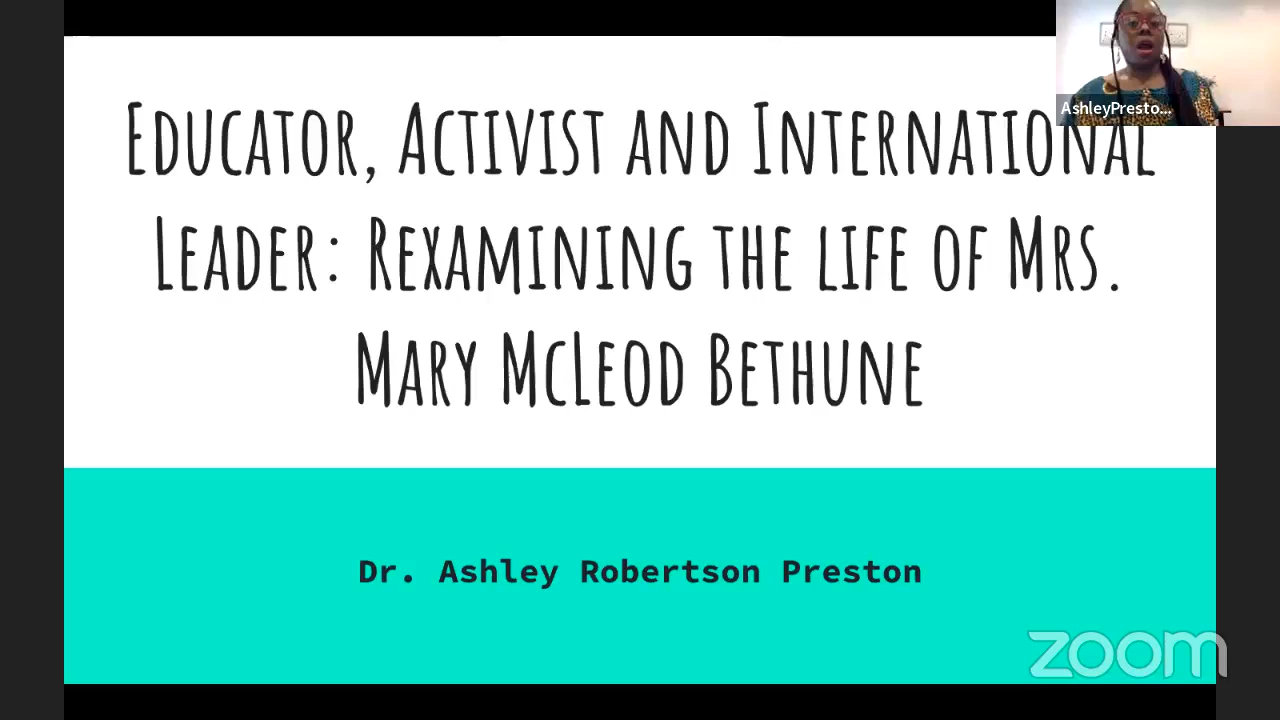 Educator, Activist and International
Leader: Rexamining the life of Mrs.
Mary McLeod Bethune
Dr. Ashley Robertson Preston
AshleyPresto...
zoom